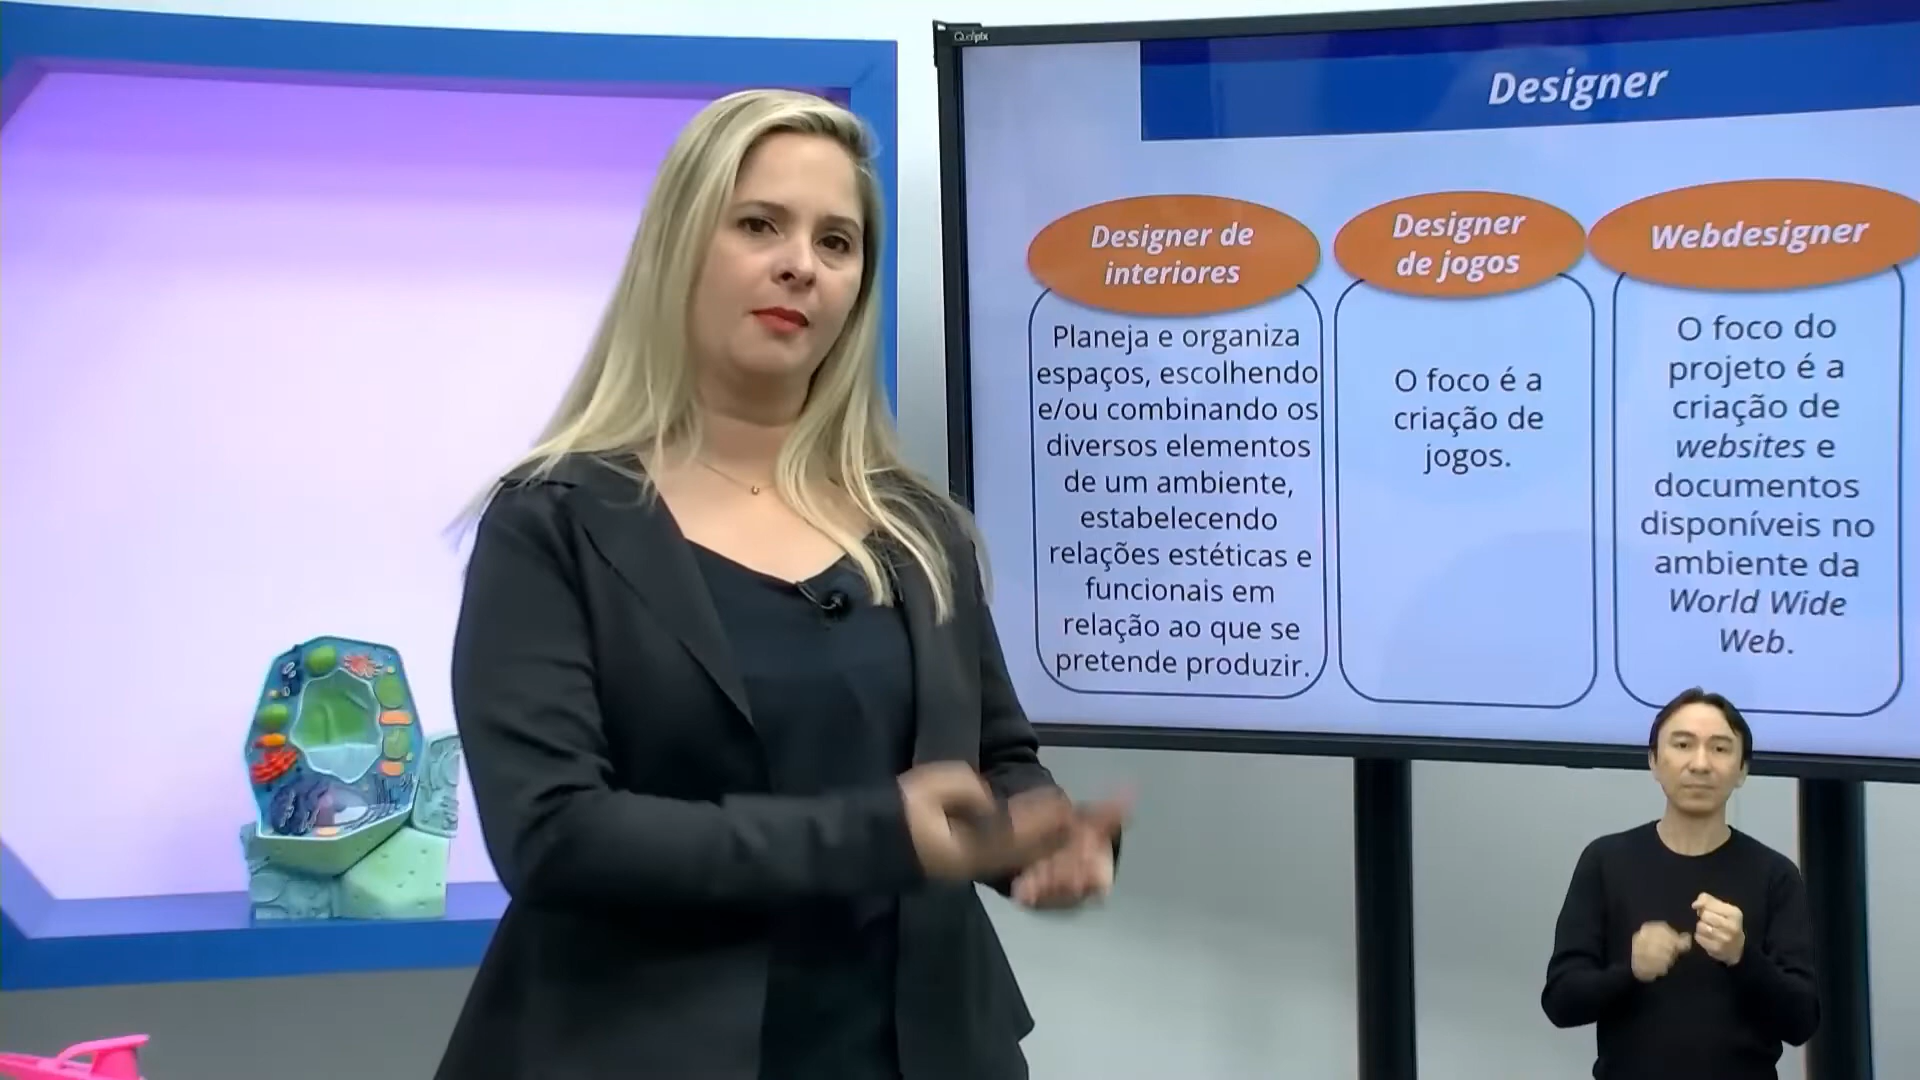 Designer
Designer de
interiores
Planeja e organiza
espaços, escolhendo
e/ou combinando os
diversos elementos
de um ambiente,
estabelecendo
relações estéticas e
funcionais em
relação ao que se
pretende produzir.
Designer
de jogos
O foco é a
criação de
jogos.
Webdesigner
O foco do
projeto é a
criação de
websites e
documentos
disponíveis no
ambiente da
World Wide
Web.